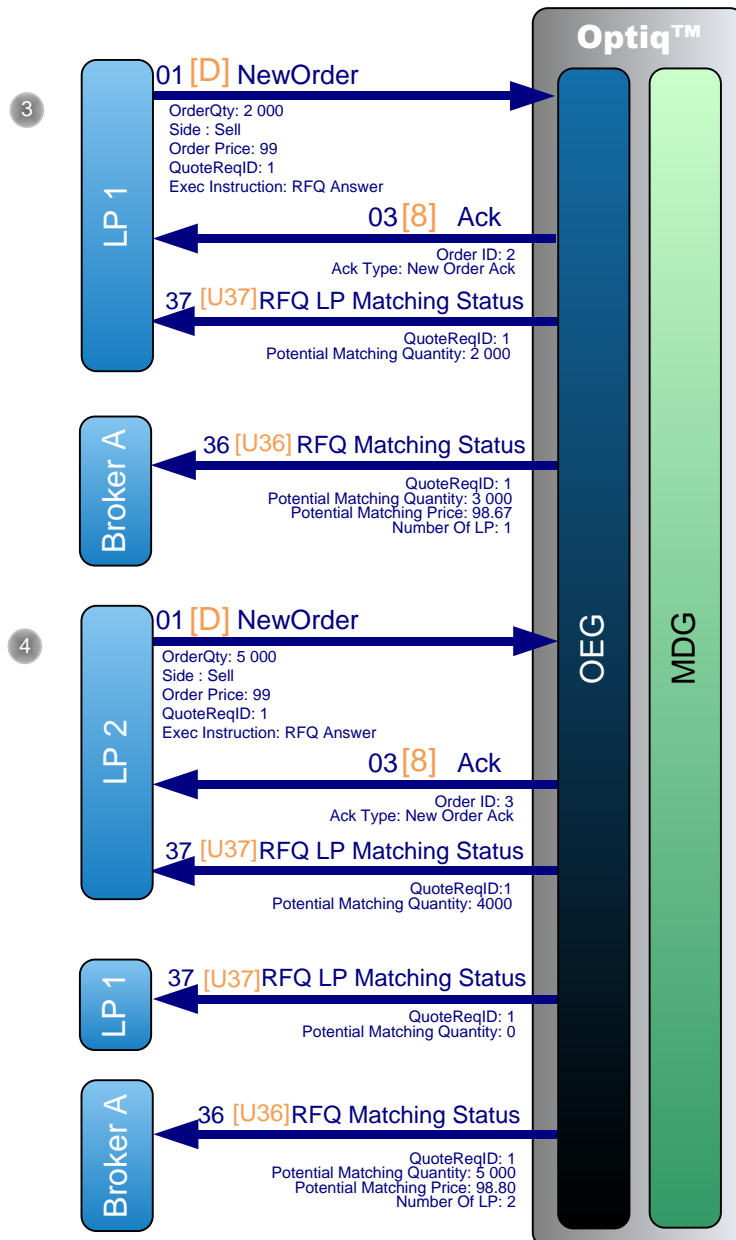 Optiq™
3
01 [D] NewOrder
OrderQty: 2 000
Side : Sell
Order Price: 99
QuoteReqID: 1
Exec Instruction: RFQ Answer
LP 1
03 [8] Ack
Order ID: 2
Ack Type: New Order Ack
37 [U37] RFQ LP Matching Status
QuoteReqID: 1
Potential Matching Quantity: 2 000
Broker A
36 [U36] RFQ Matching Status
QuoteReqID: 1
Potential Matching Quantity: 3 000
Potential Matching Price: 98.67
Number Of LP: 1
4
01 [D] NewOrder
OrderQty: 5 000
Side : Sell
Order Price: 99
QuoteReqID: 1
Exec Instruction: RFQ Answer
LP 2
03 [8] Ack
Order ID: 3
Ack Type: New Order Ack
37 [U37] RFQ LP Matching Status
QuoteReqID:1
Potential Matching Quantity: 4000
LP 1
37 [U37] RFQ LP Matching Status
QuoteReqID: 1
Potential Matching Quantity: 0
Broker A
36 [U36] RFQ Matching Status
QuoteReqID: 1
Potential Matching Quantity: 5 000
Potential Matching Price: 98.80
Number Of LP: 2
OEG
MDG